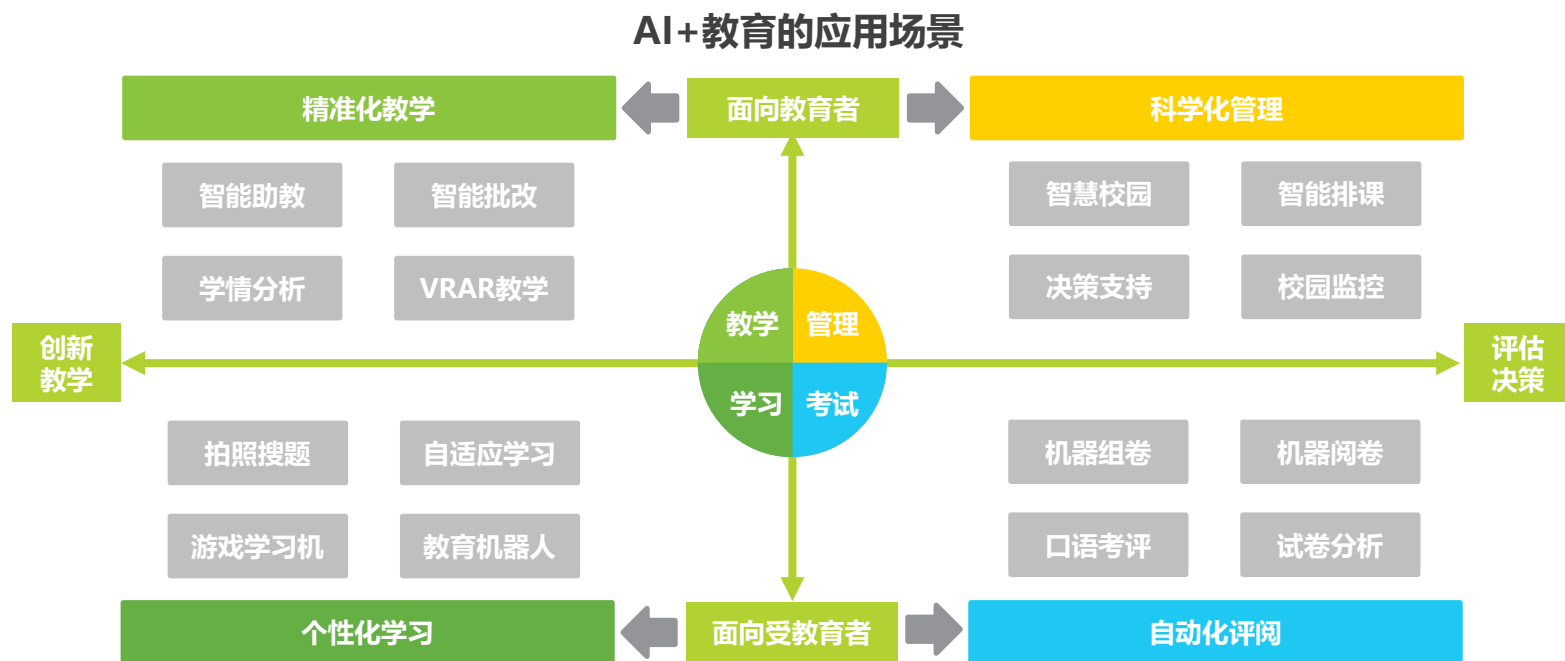 AI+教育的应用场景
精准化教学
面向教育者
科学化管理
智能助教
智能批改
智慧校园
智能排课
学情分析
VRAR教学
决策支持
校园监控
教学
管理
创新
教学
评估
决策
学习
考试
拍照搜题
自适应学习
机器组卷
机器阅卷
游戏学习机
教育机器人
口语考评
试卷分析
个性化学习
面向受教育者
自动化评阅